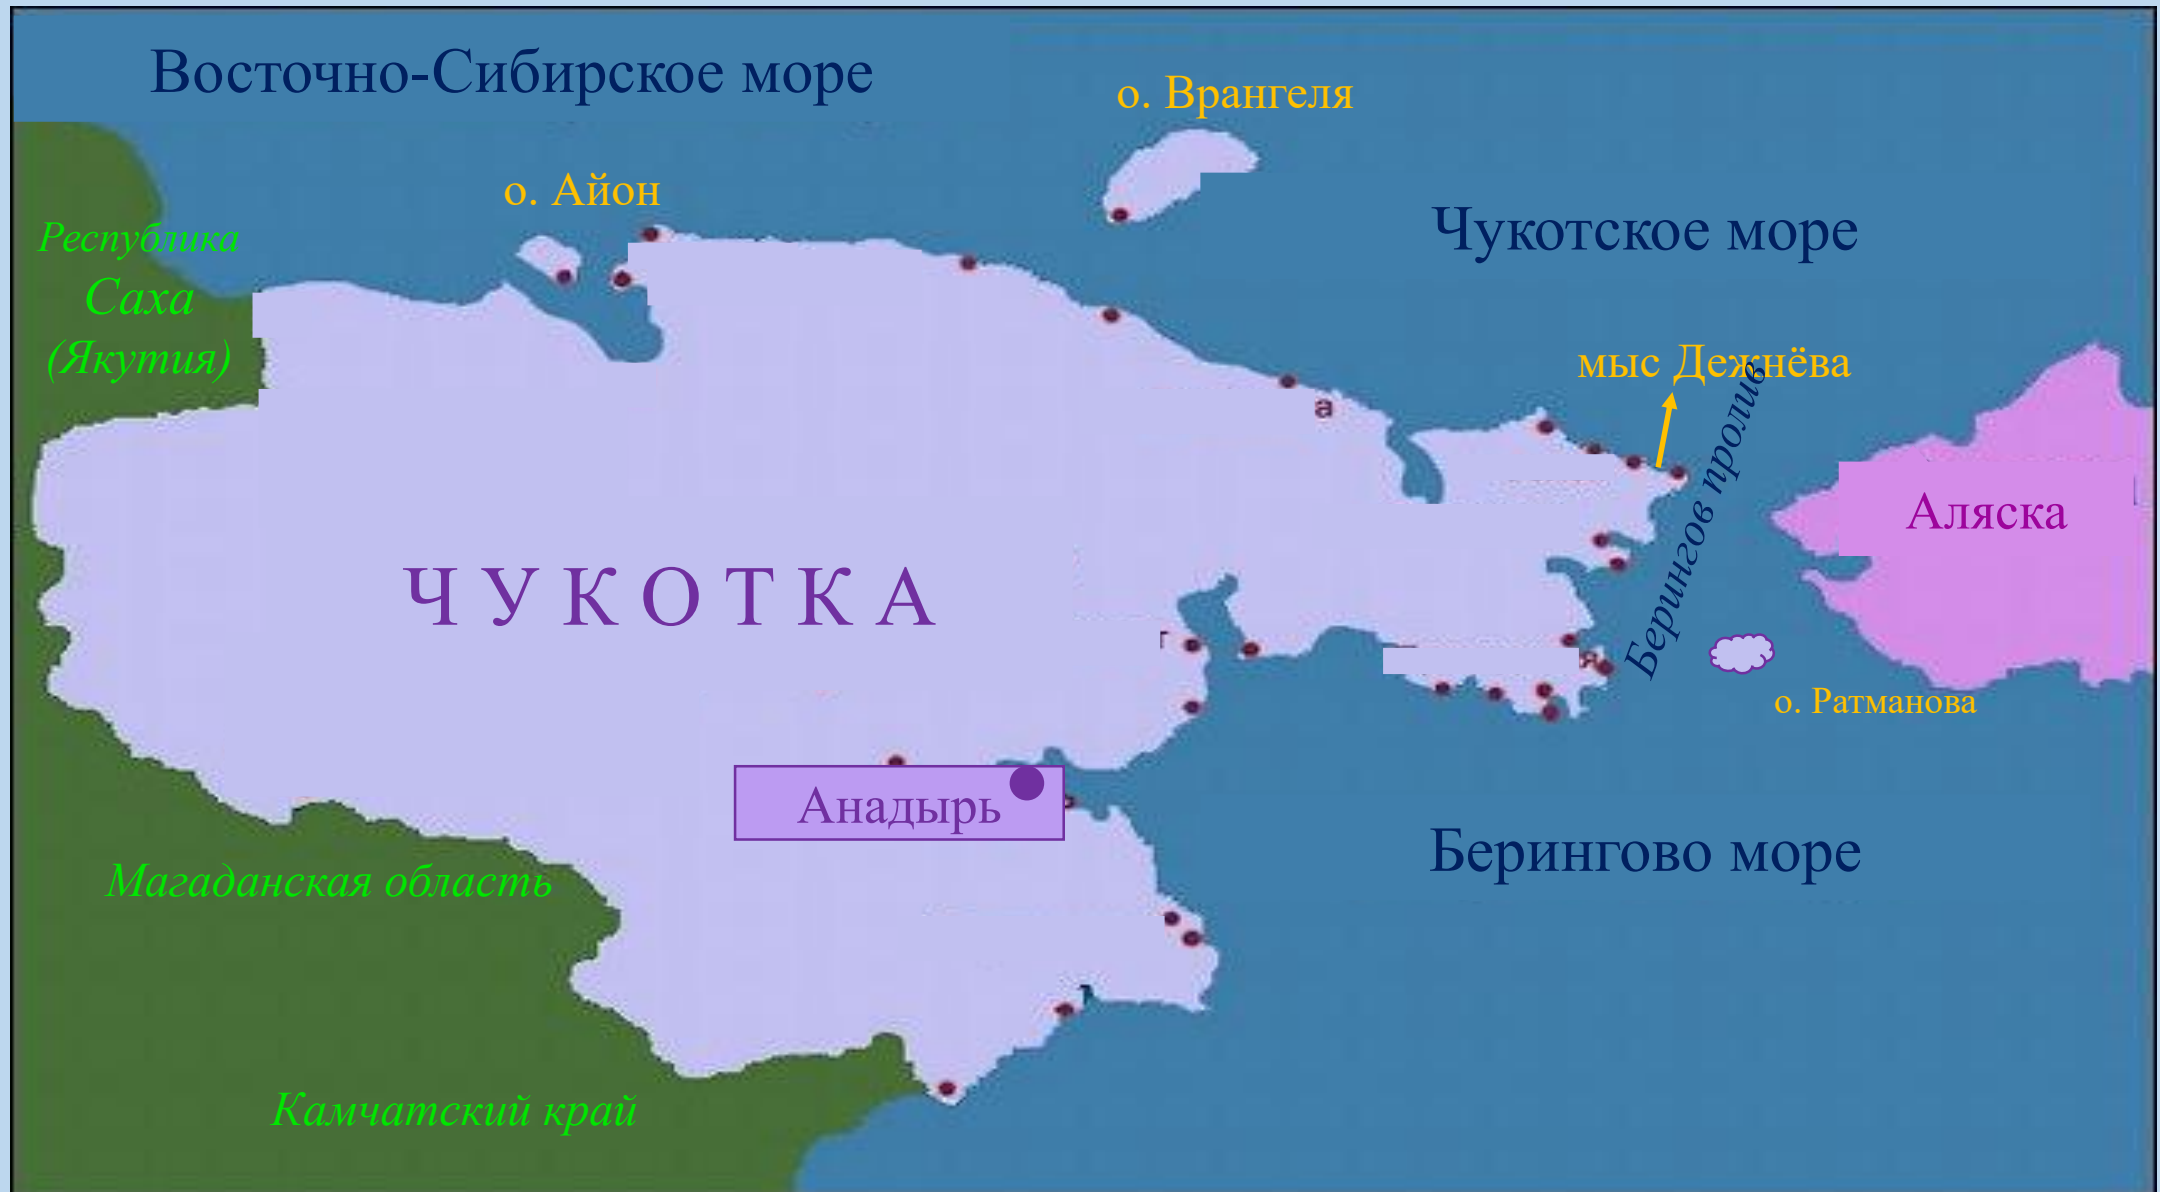 Восточно-Сибирское море
о. Врангеля
о. Айон
Чукотское море
Республика
Саха
(Якутия)
мыс Дежнёва
Берингов пролив
Аляска
ЧУКОТКА
о. Ратманова
Анадырь
Берингово море
Магаданская область
Камчатский край